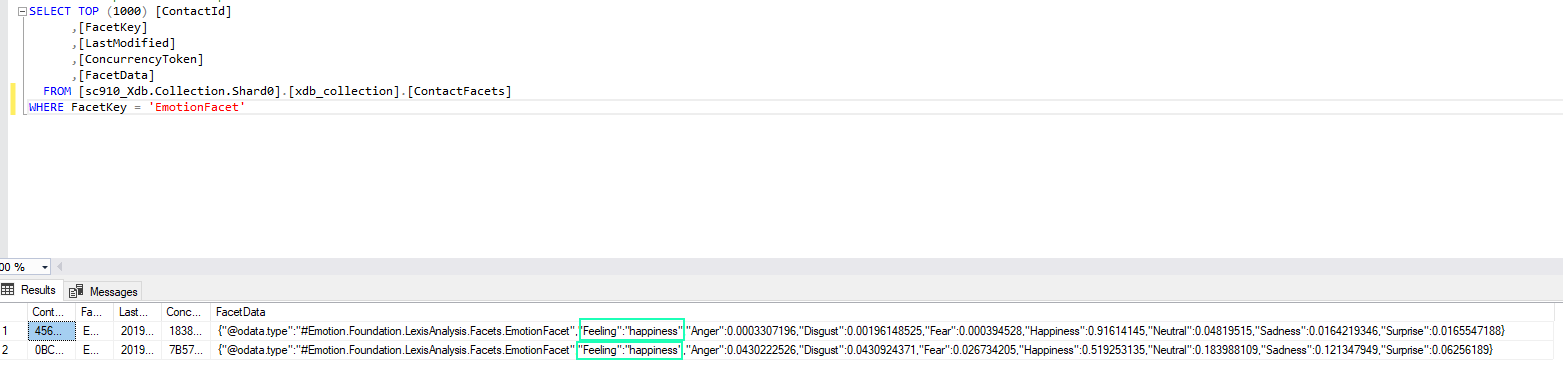 SELECT TOP (1000) [ContactId]
,[FacetKey]
,[LastModified]
,[ConcurrencyToken]
,[FacetData]
FROM [sc910_Xdb.Collection.Shard0].[xdb_collection].[ContactFacets]
WHERE FacetKey = 'EmotionFacet'
00 %
Results Messages
Cont... Fa... Last... Conc... FacetData
1 456... E... 2019... 1838... {"@odata.type":"#Emotion.Foundation.LexisAnalysis.Facets.EmotionFacet","Feeling":"happiness","Anger":0.0003307196,"Disgust":0.00196148525,"Fear":0.000394528,"Happiness":0.91614145,"Neutral":0.04819515,"Sadness":0.0164219346,"Surprise":0.0165547188}
2 0BC... E... 2019... 7B57... {"@odata.type":"#Emotion.Foundation.LexisAnalysis.Facets.EmotionFacet","Feeling":"happiness","Anger":0.0430222526,"Disgust":0.0430924371,"Fear":0.026734205,"Happiness":0.519253135,"Neutral":0.183988109,"Sadness":0.121347949,"Surprise":0.06256189}